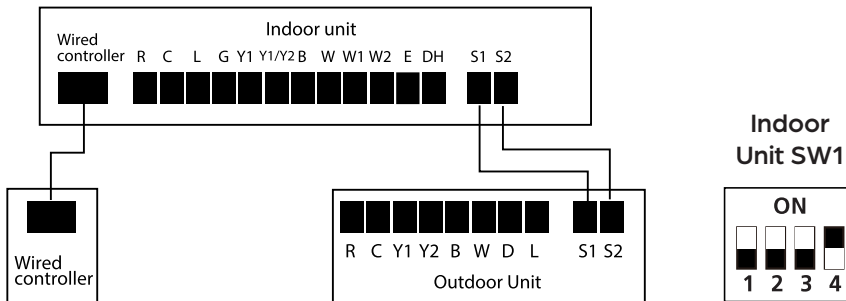 Indoor unit
Wired
controller
R C L G Y1 Y1/Y2 B W W1 W2 E DH S1 S2
Indoor
Unit SW1
ON
1 2 3 4
R C Y1 Y2 B W D L S1 S2
Outdoor Unit
Wired
controller